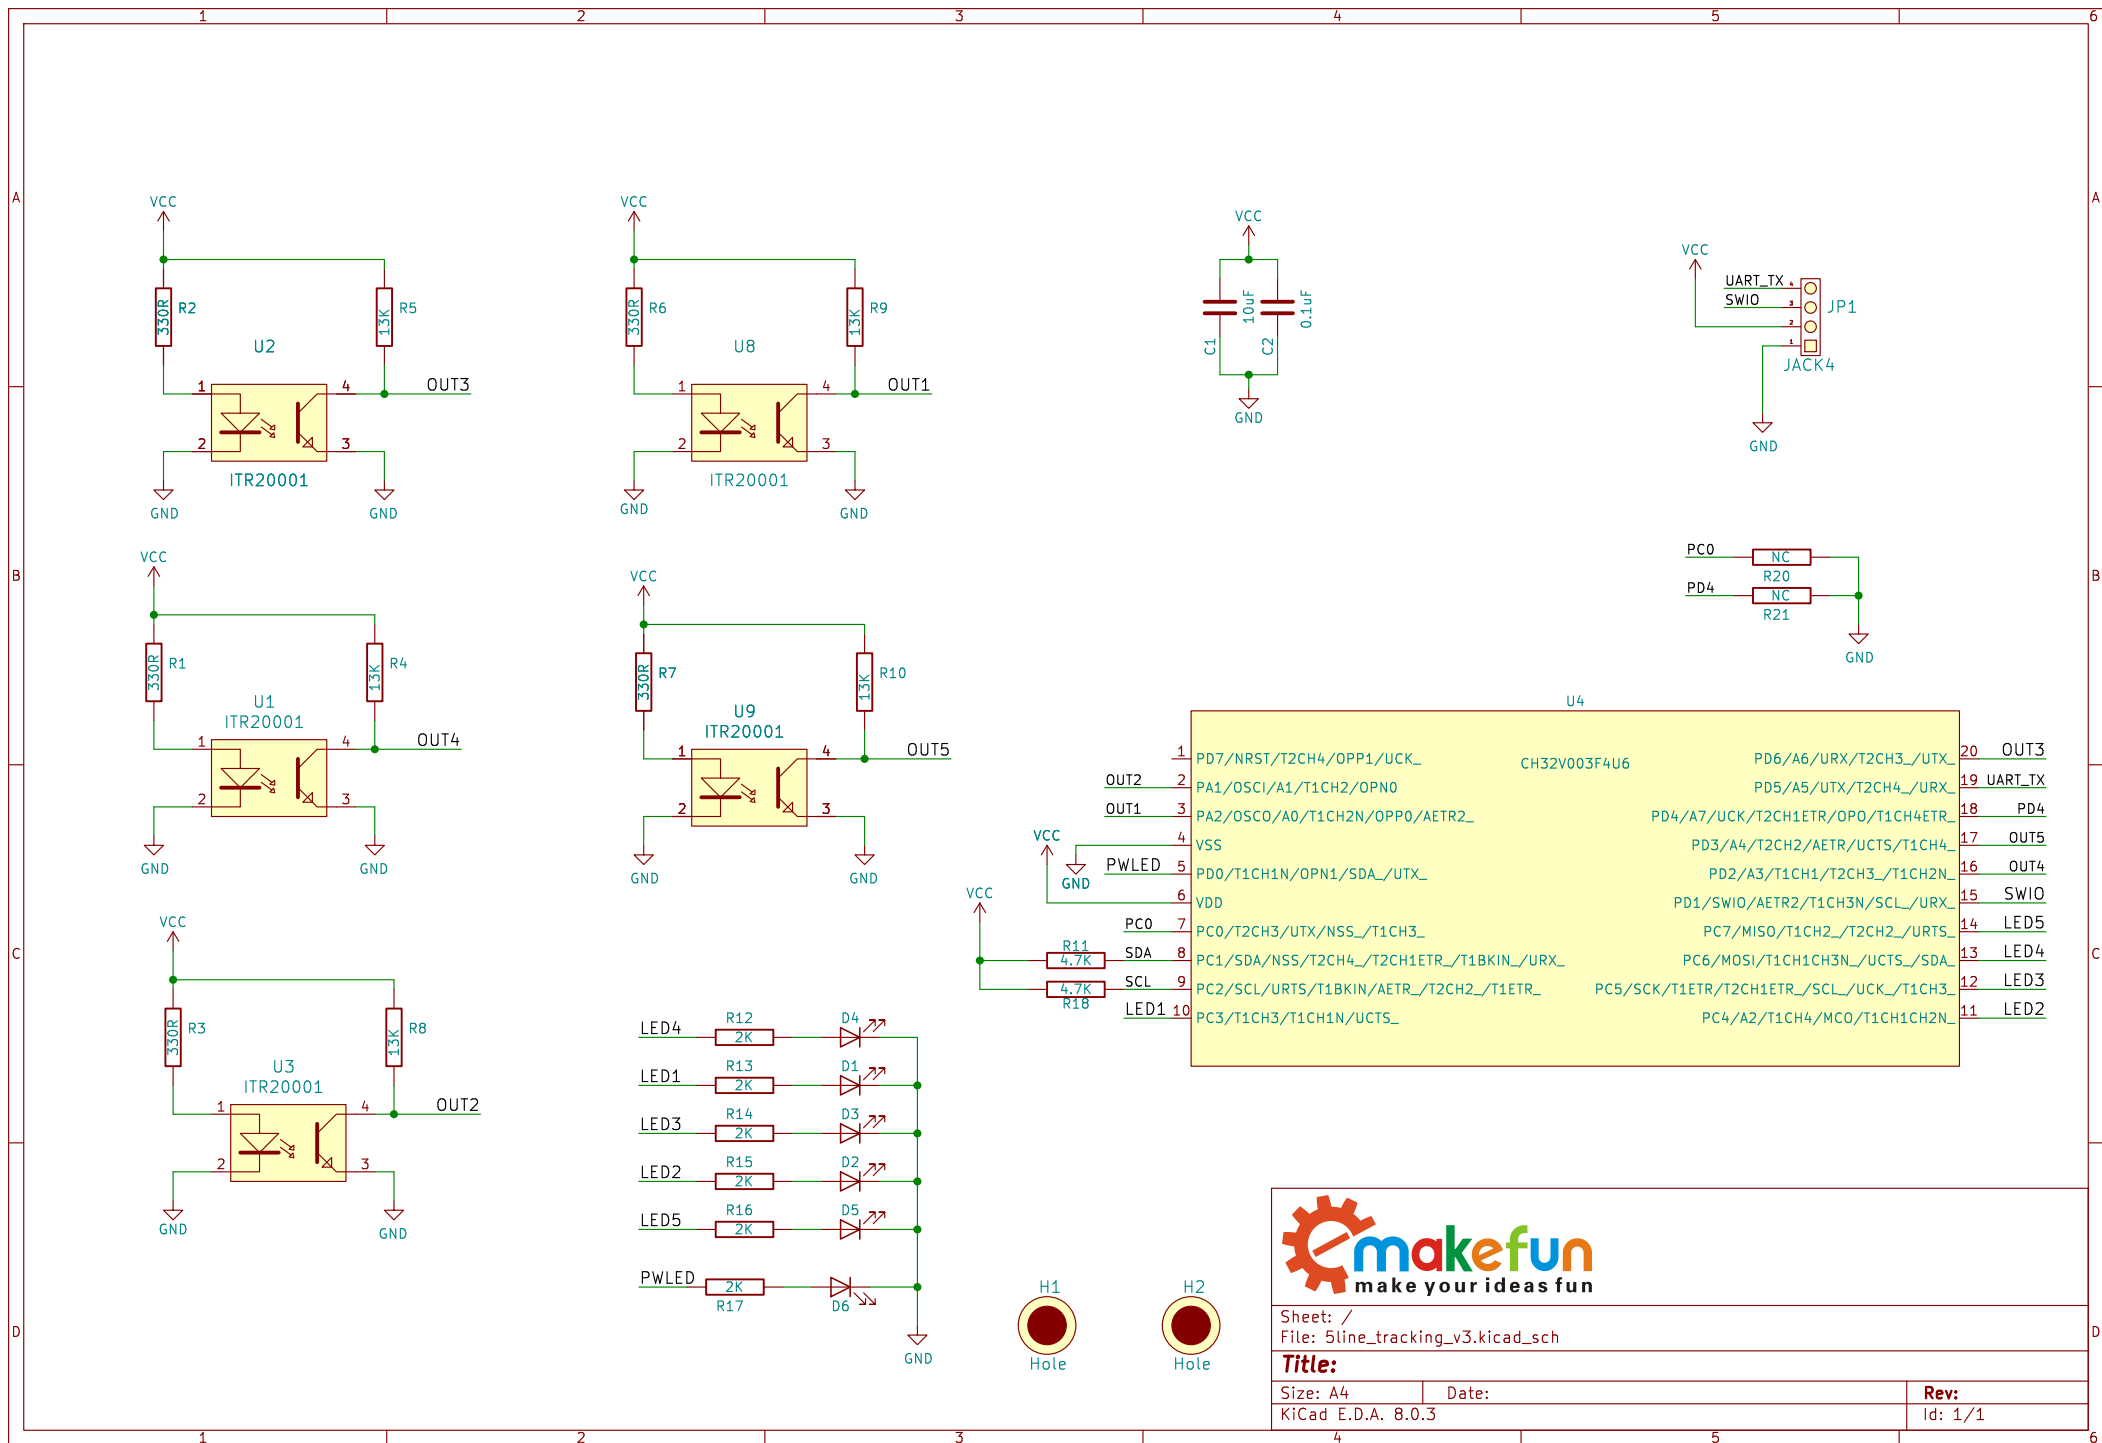 1 2 3 4 5 6
A A
VCC
330R R2
13K R5
U2
1 4 OUT3
2 3
ITR20001
GND GND
VCC
330R R6
13K R9
U8
1 4 OUT1
2 3
ITR20001
GND GND
VCC
10uF 0.1uF
C1 C2
GND
VCC
UART_TX 4
SWIO 3
2
1
JP1
JACK4
GND
B B
VCC
330R R1
13K R4
U1
ITR20001
1 4 OUT4
2 3
GND GND
VCC
330R R7
13K R10
U9
ITR20001
1 4 OUT5
2 3
GND GND
PC0 NC
R20
PD4 NC
R21
GND
C C
VCC
330R R3
13K R8
U3
ITR20001
1 4 OUT2
2 3
GND GND
U4
CH32V003F4U6
1 PD7/NRST/T2CH4/OPP1/UCK_
OUT2 2 PA1/OSCI/A1/T1CH2/OPN0
OUT1 3 PA2/OSCO/A0/T1CH2N/OPP0/AETR2_
4 VSS
GND
PWLED 5 PD0/T1CH1N/OPN1/SDA_/UTX_
VCC
6 VDD
PC0 7 PC0/T2CH3/UTX/NSS_/T1CH3_
VCC
R11
4.7K SDA 8 PC1/SDA/NSS/T2CH4_/T2CH1ETR_/T1BKIN_/URX_
4.7K SCL 9 PC2/SCL/URTS/T1BKIN/AETR_/T2CH2_/T1ETR_
R18
LED1 10 PC3/T1CH3/T1CH1N/UCTS_
PD6/A6/URX/T2CH3_/UTX_ 20 OUT3
PD5/A5/UTX/T2CH4_/URX_ 19 UART_TX
PD4/A7/UCK/T2CH1ETR/OPO/T1CH4ETR_ 18 PD4
PD3/A4/T2CH2/AETR/UCTS/T1CH4_ 17 OUT5
PD2/A3/T1CH1/T2CH3_/T1CH2N_ 16 OUT4
PD1/SWIO/AETR2/T1CH3N/SCL_/URX_ 15 SWIO
PC7/MISO/T1CH2_/T2CH2_/URTS_ 14 LED5
PC6/MOSI/T1CH1CH3N_/UCTS_/SDA_ 13 LED4
PC5/SCK/T1ETR/T2CH1ETR_/SCL_/UCK_/T1CH3_ 12 LED3
PC4/A2/T1CH4/MCO/T1CH1CH2N_ 11 LED2
R12 D4
LED4 2K
R13 D1
LED1 2K
R14 D3
LED3 2K
R15 D2
LED2 2K
R16 D5
LED5 2K
PWLED 2K
R17 D6
GND
H1 H2
Hole Hole
D D
emakefun
make your ideas fun
Sheet: /
File: 5line_tracking_v3.kicad_sch
Title:
Size: A4 Date: Rev:
KiCad E.D.A. 8.0.3 Id: 1/1
1 2 3 4 5 6